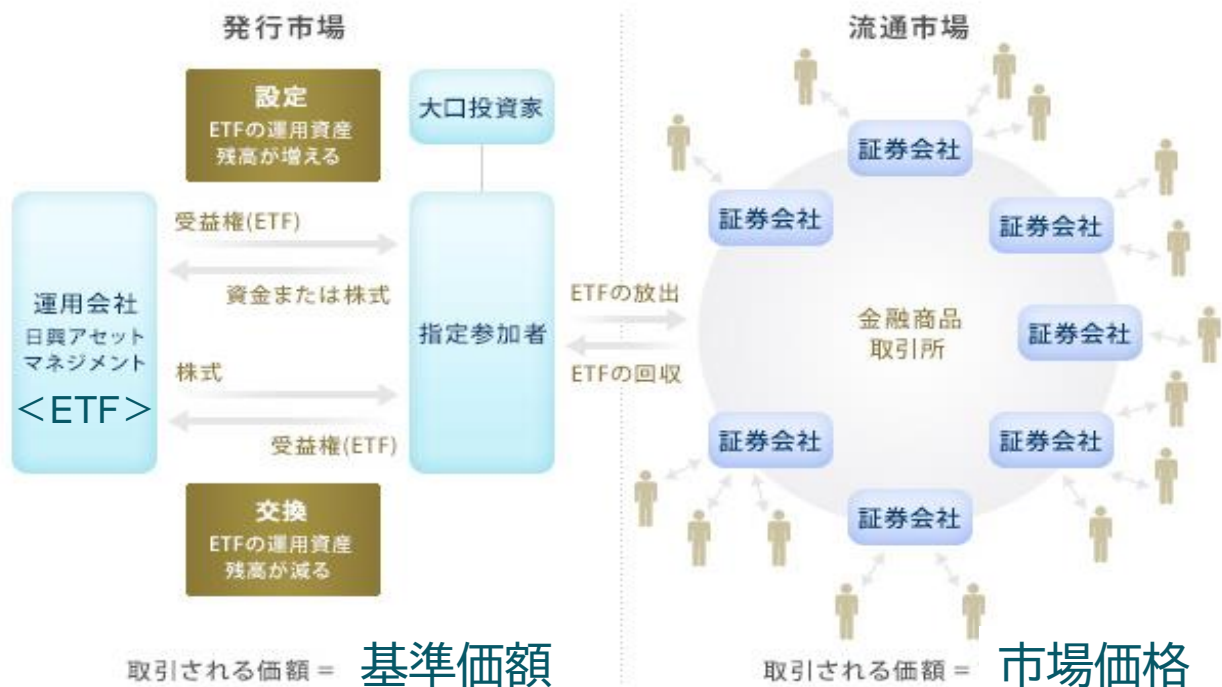 発行市場
設定
ETFの運用資産
残高が増える
大口投資家
受益権(ETF)
資金または株式
運用会社
日興アセット
マネジメント
<ETF>
指定参加者
株式
受益権(ETF)
交換
ETFの運用資産
残高が減る
取引される価額= 基準価額
ETFの放出
ETFの回収
流通市場
証券会社
証券会社
証券会社
金融商品
取引所
証券会社
証券会社
証券会社
証券会社
取引される価額= 市場価格